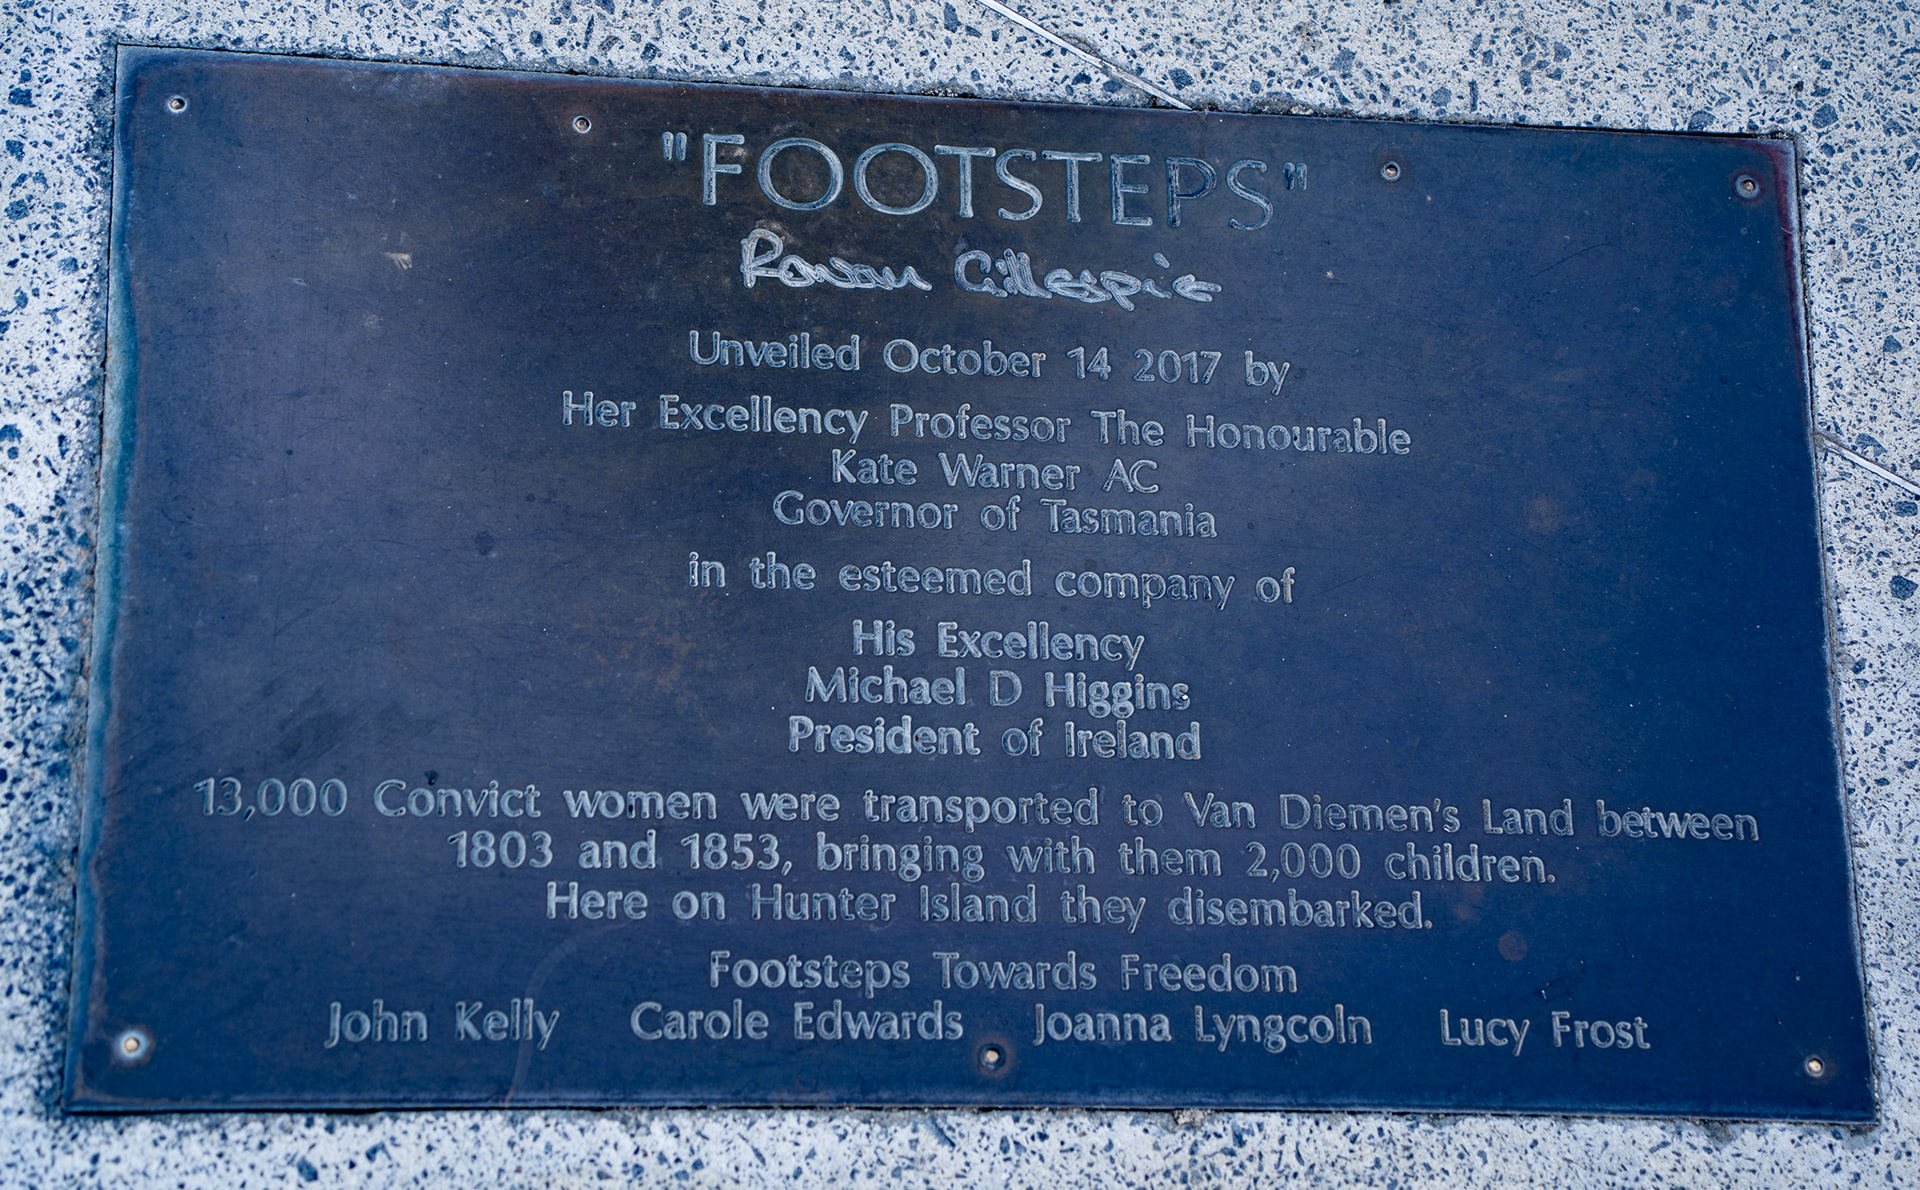 "FOOTSTEPS"
Rowan Gillespie
Unveiled October 14 2017 by
Her Excellency Professor The Honourable
Kate Warner AC
Governor of Tasmania
in the esteemed company of
His Excellency
Michael D Higgins
President of Ireland
13,000 Convict women were transported to Van Diemen's Land between
1803 and 1853, bringing with them 2,000 children.
Here on Hunter Island they disembarked.
Footsteps Towards Freedom
John Kelly Carole Edwards Joanna Lyngcoln Lucy Frost